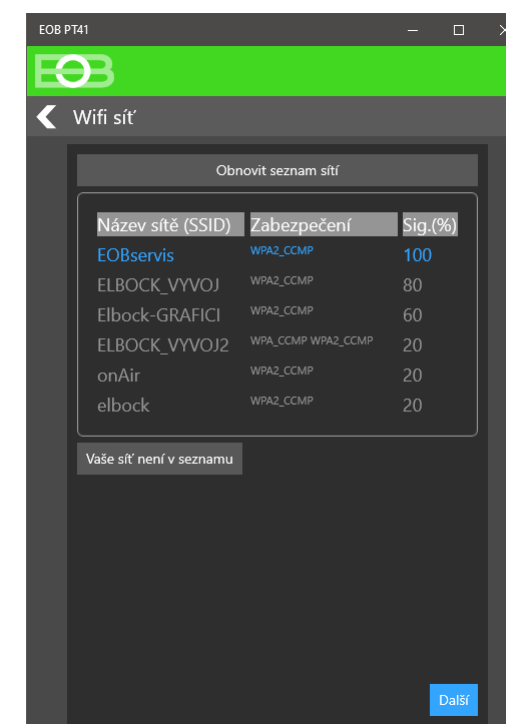 EOB PT41
EOB
Wifi síť
Obnovit seznam sítí
Název sítě (SSID) Zabezpečení Sig.(%)
EOBservis WPA2_CCMP 100
ELBOCK_VYVOJ WPA2_CCMP 80
Elbock-GRAFICI WPA2_CCMP 60
ELBOCK_VYVOJ2 WPA_CCMP WPA2_CCMP 20
onAir WPA2_CCMP 20
elbock WPA2_CCMP 20
Vaše síť není v seznamu
Další